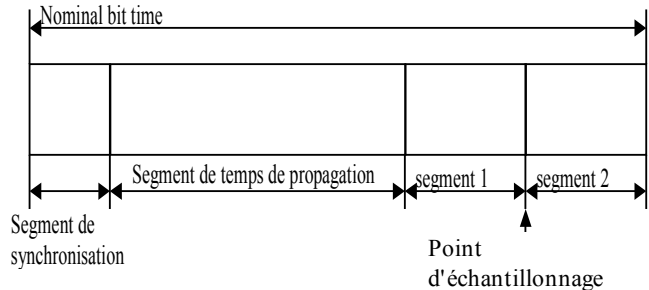 Nominal bit time
Segment de temps de propagation
segment 1
segment 2
Segment de
synchronisation
Point
d'échantillonnage